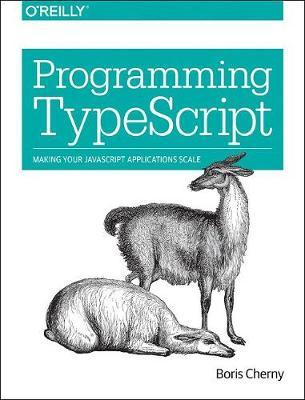 O'REILLY®
Programming
TypeScript
MAKING YOUR JAVASCRIPT APPLICATIONS SCALE
Boris Cherny